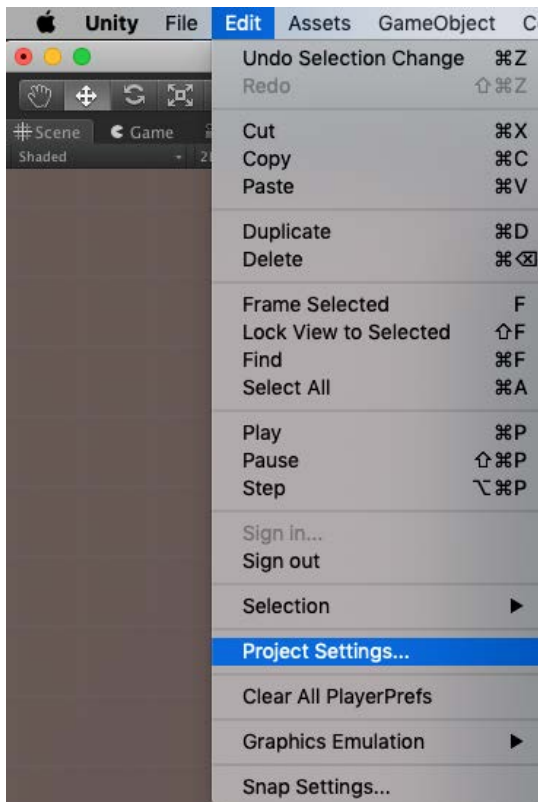 Unity File Edit Assets GameObject
Undo Selection Change ⌘Z
Redo ⇧⌘Z
#Scene Game
Cut ⌘X
Shaded
Copy ⌘C
Paste ⌘V
Duplicate ⌘D
Delete ⌘⌫
Frame Selected F
Lock View to Selected ⇧F
Find ⌘F
Select All ⌘A
Play ⌘P
Pause ⇧⌘P
Step ⌥⌘P
Sign in...
Sign out
Selection ▶
Project Settings...
Clear All PlayerPrefs
Graphics Emulation ▶
Snap Settings...